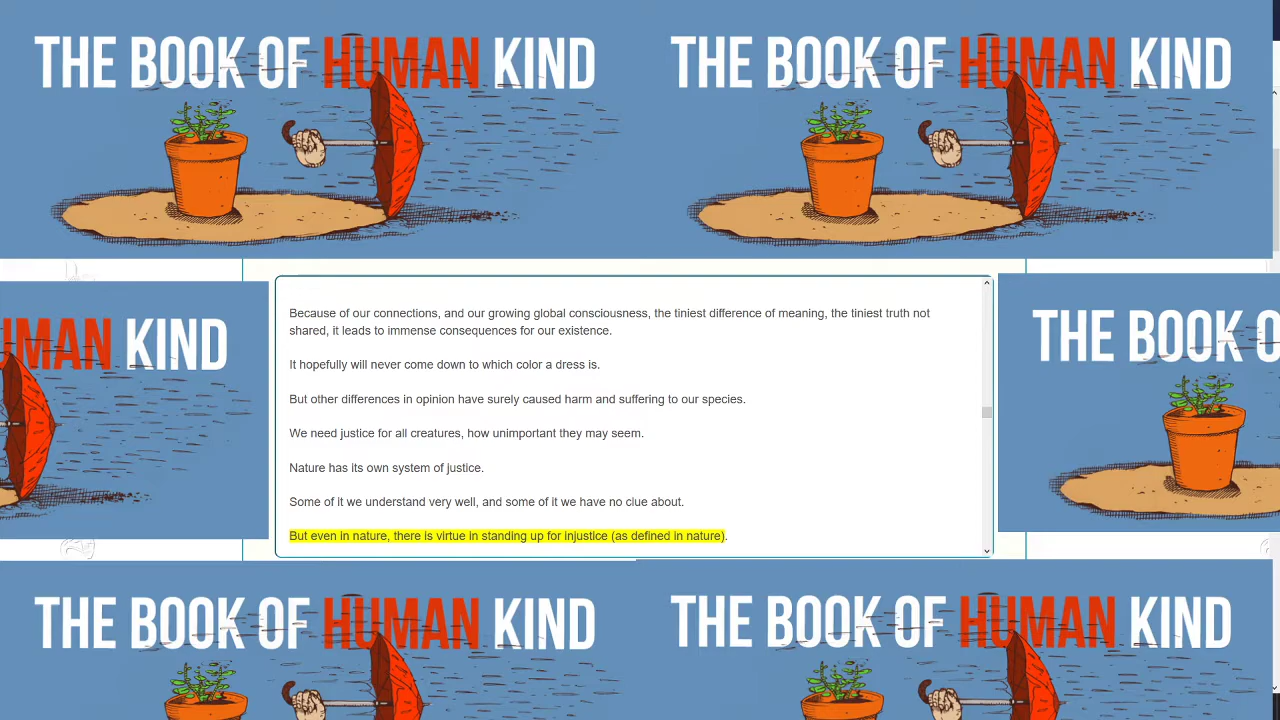 THE BOOK OF HUMAN KIND
THE BOOK OF HUMAN KIND
Because of our connections, and our growing global consciousness, the tiniest difference of meaning, the tiniest truth not
shared, it leads to immense consequences for our existence.
It hopefully will never come down to which color a dress is.
But other differences in opinion have surely caused harm and suffering to our species.
We need justice for all creatures, how unimportant they may seem.
Nature has its own system of justice.
Some of it we understand very well, and some of it we have no clue about.
But even in nature, there is virtue in standing up for injustice (as defined in nature).
UMAN KIND
THE BOOK O
THE BOOK OF HUMAN KIND
THE BOOK OF HUMAN KIND